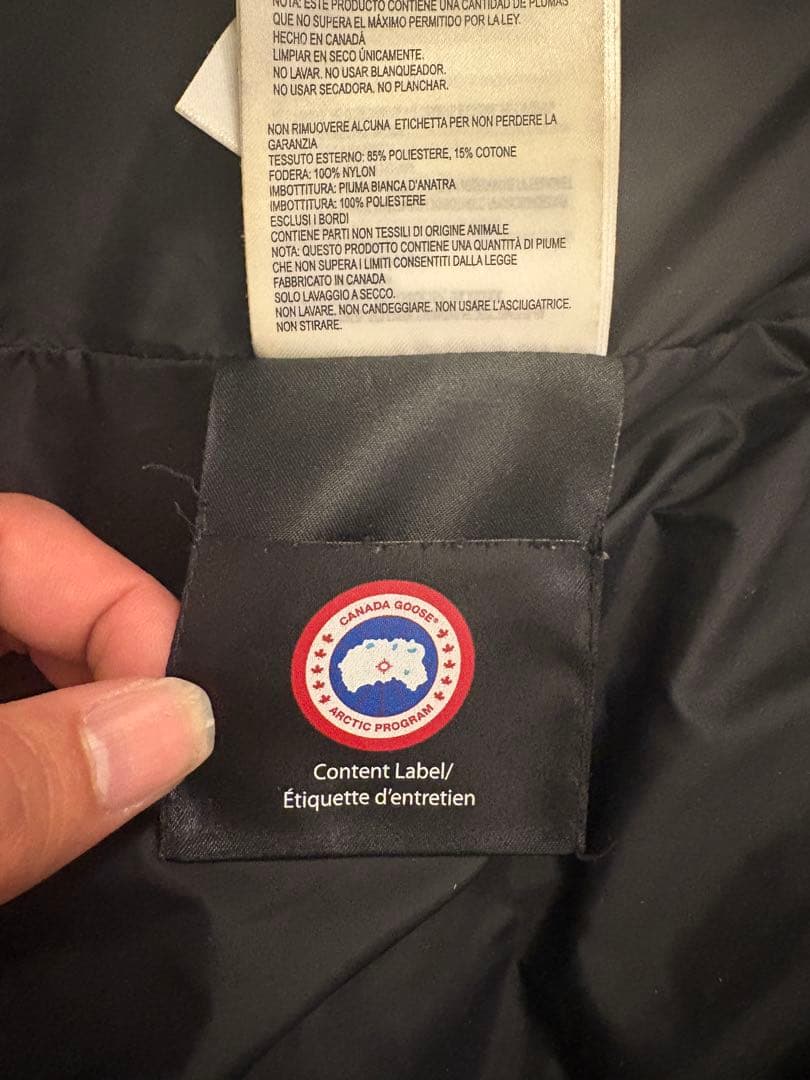 NOTA: ESTE PRODUCTO CONTIENE UNA CANTIDAD DE PLUMAS
QUE NO SUPERA EL MÁXIMO PERMITIDO POR LA LEY.
HECHO EN CANADÁ
LIMPIAR EN SECO ÚNICAMENTE.
NO LAVAR. NO USAR BLANQUEADOR.
NO USAR SECADORA. NO PLANCHAR.
NON RIMUOVERE ALCUNA ETICHETTA PER NON PERDERE LA
GARANZIA
TESSUTO ESTERNO: 85% POLIESTERE, 15% COTONE
FODERA: 100% NYLON
IMBOTTITURA: PIUMA BIANCA D'ANATRA
IMBOTTITURA: 100% POLIESTERE
ESCLUSI I BORDI
CONTIENE PARTI NON TESSILI DI ORIGINE ANIMALE
NOTA: QUESTO PRODOTTO CONTIENE UNA QUANTITÀ DI PIUME
CHE NON SUPERA I LIMITI CONSENTITI DALLA LEGGE
FABBRICATO IN CANADA
SOLO LAVAGGIO A SECCO.
NON LAVARE. NON CANDEGGIARE. NON USARE L'ASCIUGATRICE.
NON STIRARE.
CANADA GOOSE®
ARCTIC PROGRAM
Content Label/
Étiquette d'entretien